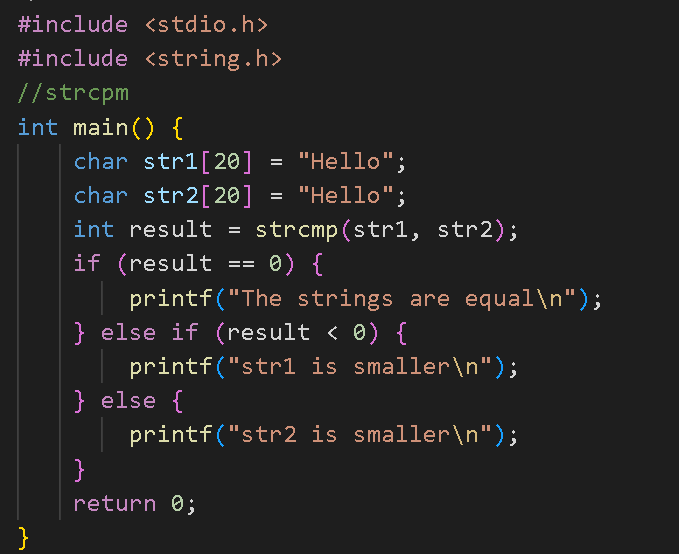 #include <stdio.h>
#include <string.h>
//strcpm
int main() {
    char str1[20] = "Hello";
    char str2[20] = "Hello";
    int result = strcmp(str1, str2);
    if (result == 0) {
        printf("The strings are equal\n");
    } else if (result < 0) {
        printf("str1 is smaller\n");
    } else {
        printf("str2 is smaller\n");
    }
    return 0;
}